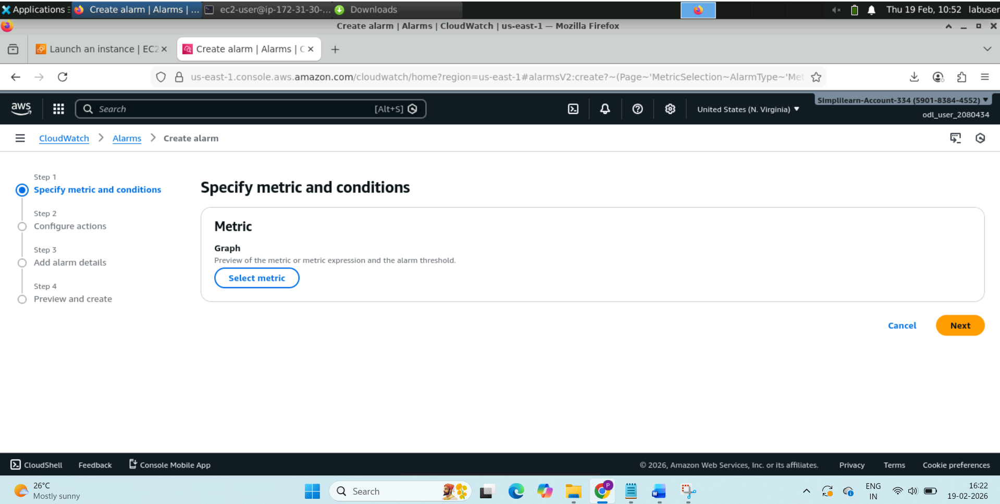 Applications
Create alarm | Alarms | ...
ec2-user@ip-172-31-30-...
Downloads
Thu 19 Feb, 10:52 labuser
Create alarm | Alarms | CloudWatch | us-east-1 — Mozilla Firefox
Launch an instance | EC2
Create alarm | Alarms | C
us-east-1.console.aws.amazon.com/cloudwatch/home?region=us-east-1#alarmsV2:create?~(Page~'MetricSelection~AlarmType~'Met
aws
Search
[Alt+S]
United States (N. Virginia)
Simplilearn-Account-334 (5901-8384-4552)
odl_user_2080434
CloudWatch
Alarms
Create alarm
Step 1
Specify metric and conditions
Step 2
Configure actions
Step 3
Add alarm details
Step 4
Preview and create
Specify metric and conditions
Metric
Graph
Preview of the metric or metric expression and the alarm threshold.
Select metric
Cancel
Next
CloudShell
Feedback
Console Mobile App
© 2026, Amazon Web Services, Inc. or its affiliates.
Privacy
Terms
Cookie preferences
26°C
Mostly sunny
Search
P
W
ENG
IN
16:22
19-02-2026